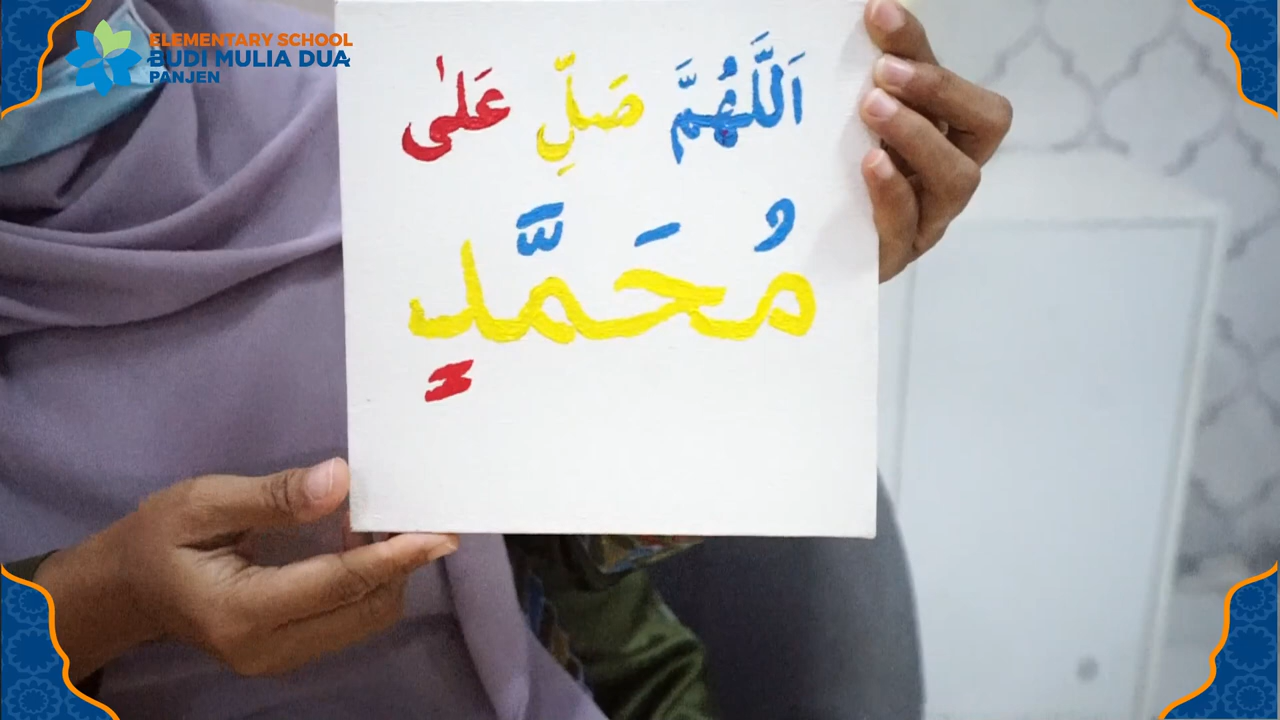 ELEMENTARY SCHOOL
BUDI MULIA DUA
PANJEN
اَللّٰهُمَّ صَلِّ عَلٰى
مُحَمَّدٍ